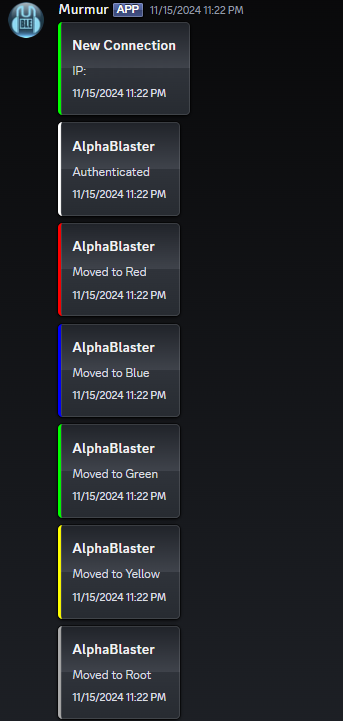 Murmur APP 11/15/2024 11:22 PM
New Connection
IP:
11/15/2024 11:22 PM
AlphaBlaster
Authenticated
11/15/2024 11:22 PM
AlphaBlaster
Moved to Red
11/15/2024 11:22 PM
AlphaBlaster
Moved to Blue
11/15/2024 11:22 PM
AlphaBlaster
Moved to Green
11/15/2024 11:22 PM
AlphaBlaster
Moved to Yellow
11/15/2024 11:22 PM
AlphaBlaster
Moved to Root
11/15/2024 11:22 PM